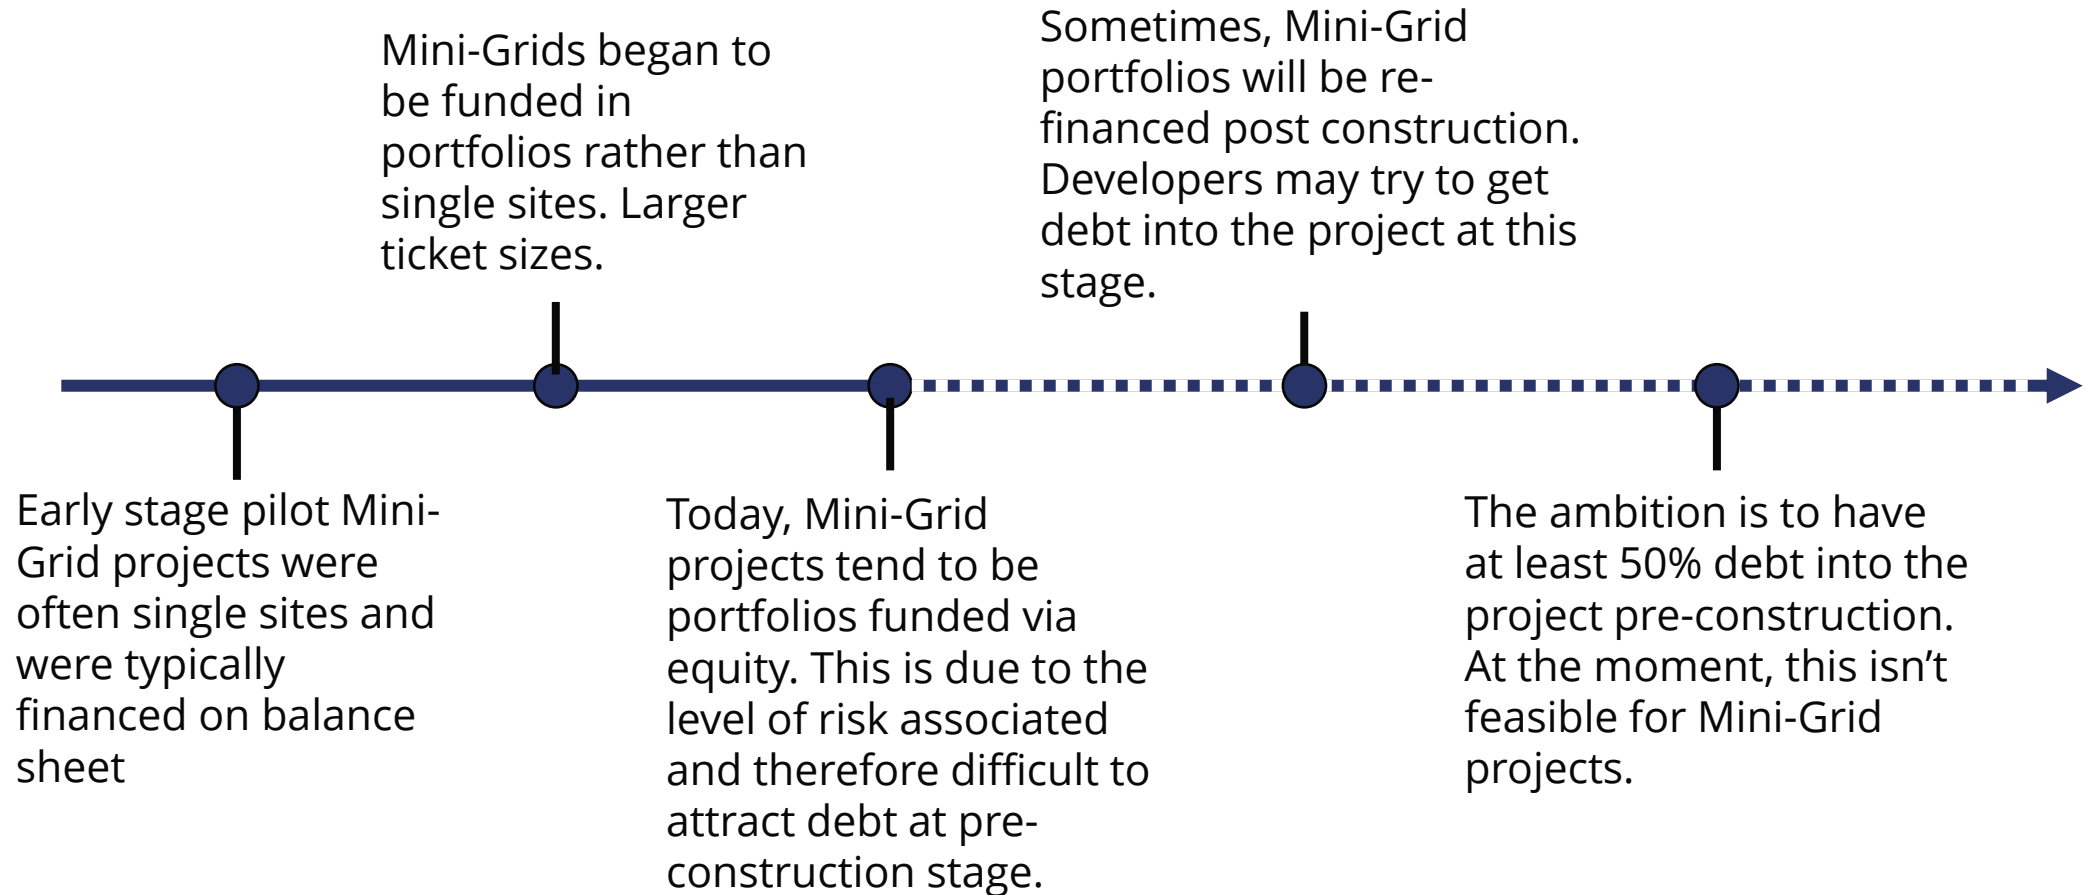 Early stage pilot Mini-
Grid projects were
often single sites and
were typically
financed on balance
sheet
Mini-Grids began to
be funded in
portfolios rather than
single sites. Larger
ticket sizes.
Today, Mini-Grid
projects tend to be
portfolios funded via
equity. This is due to the
level of risk associated
and therefore difficult to
attract debt at pre-
construction stage.
Sometimes, Mini-Grid
portfolios will be re-
financed post construction.
Developers may try to get
debt into the project at this
stage.
The ambition is to have
at least 50% debt into the
project pre-construction.
At the moment, this isn’t
feasible for Mini-Grid
projects.